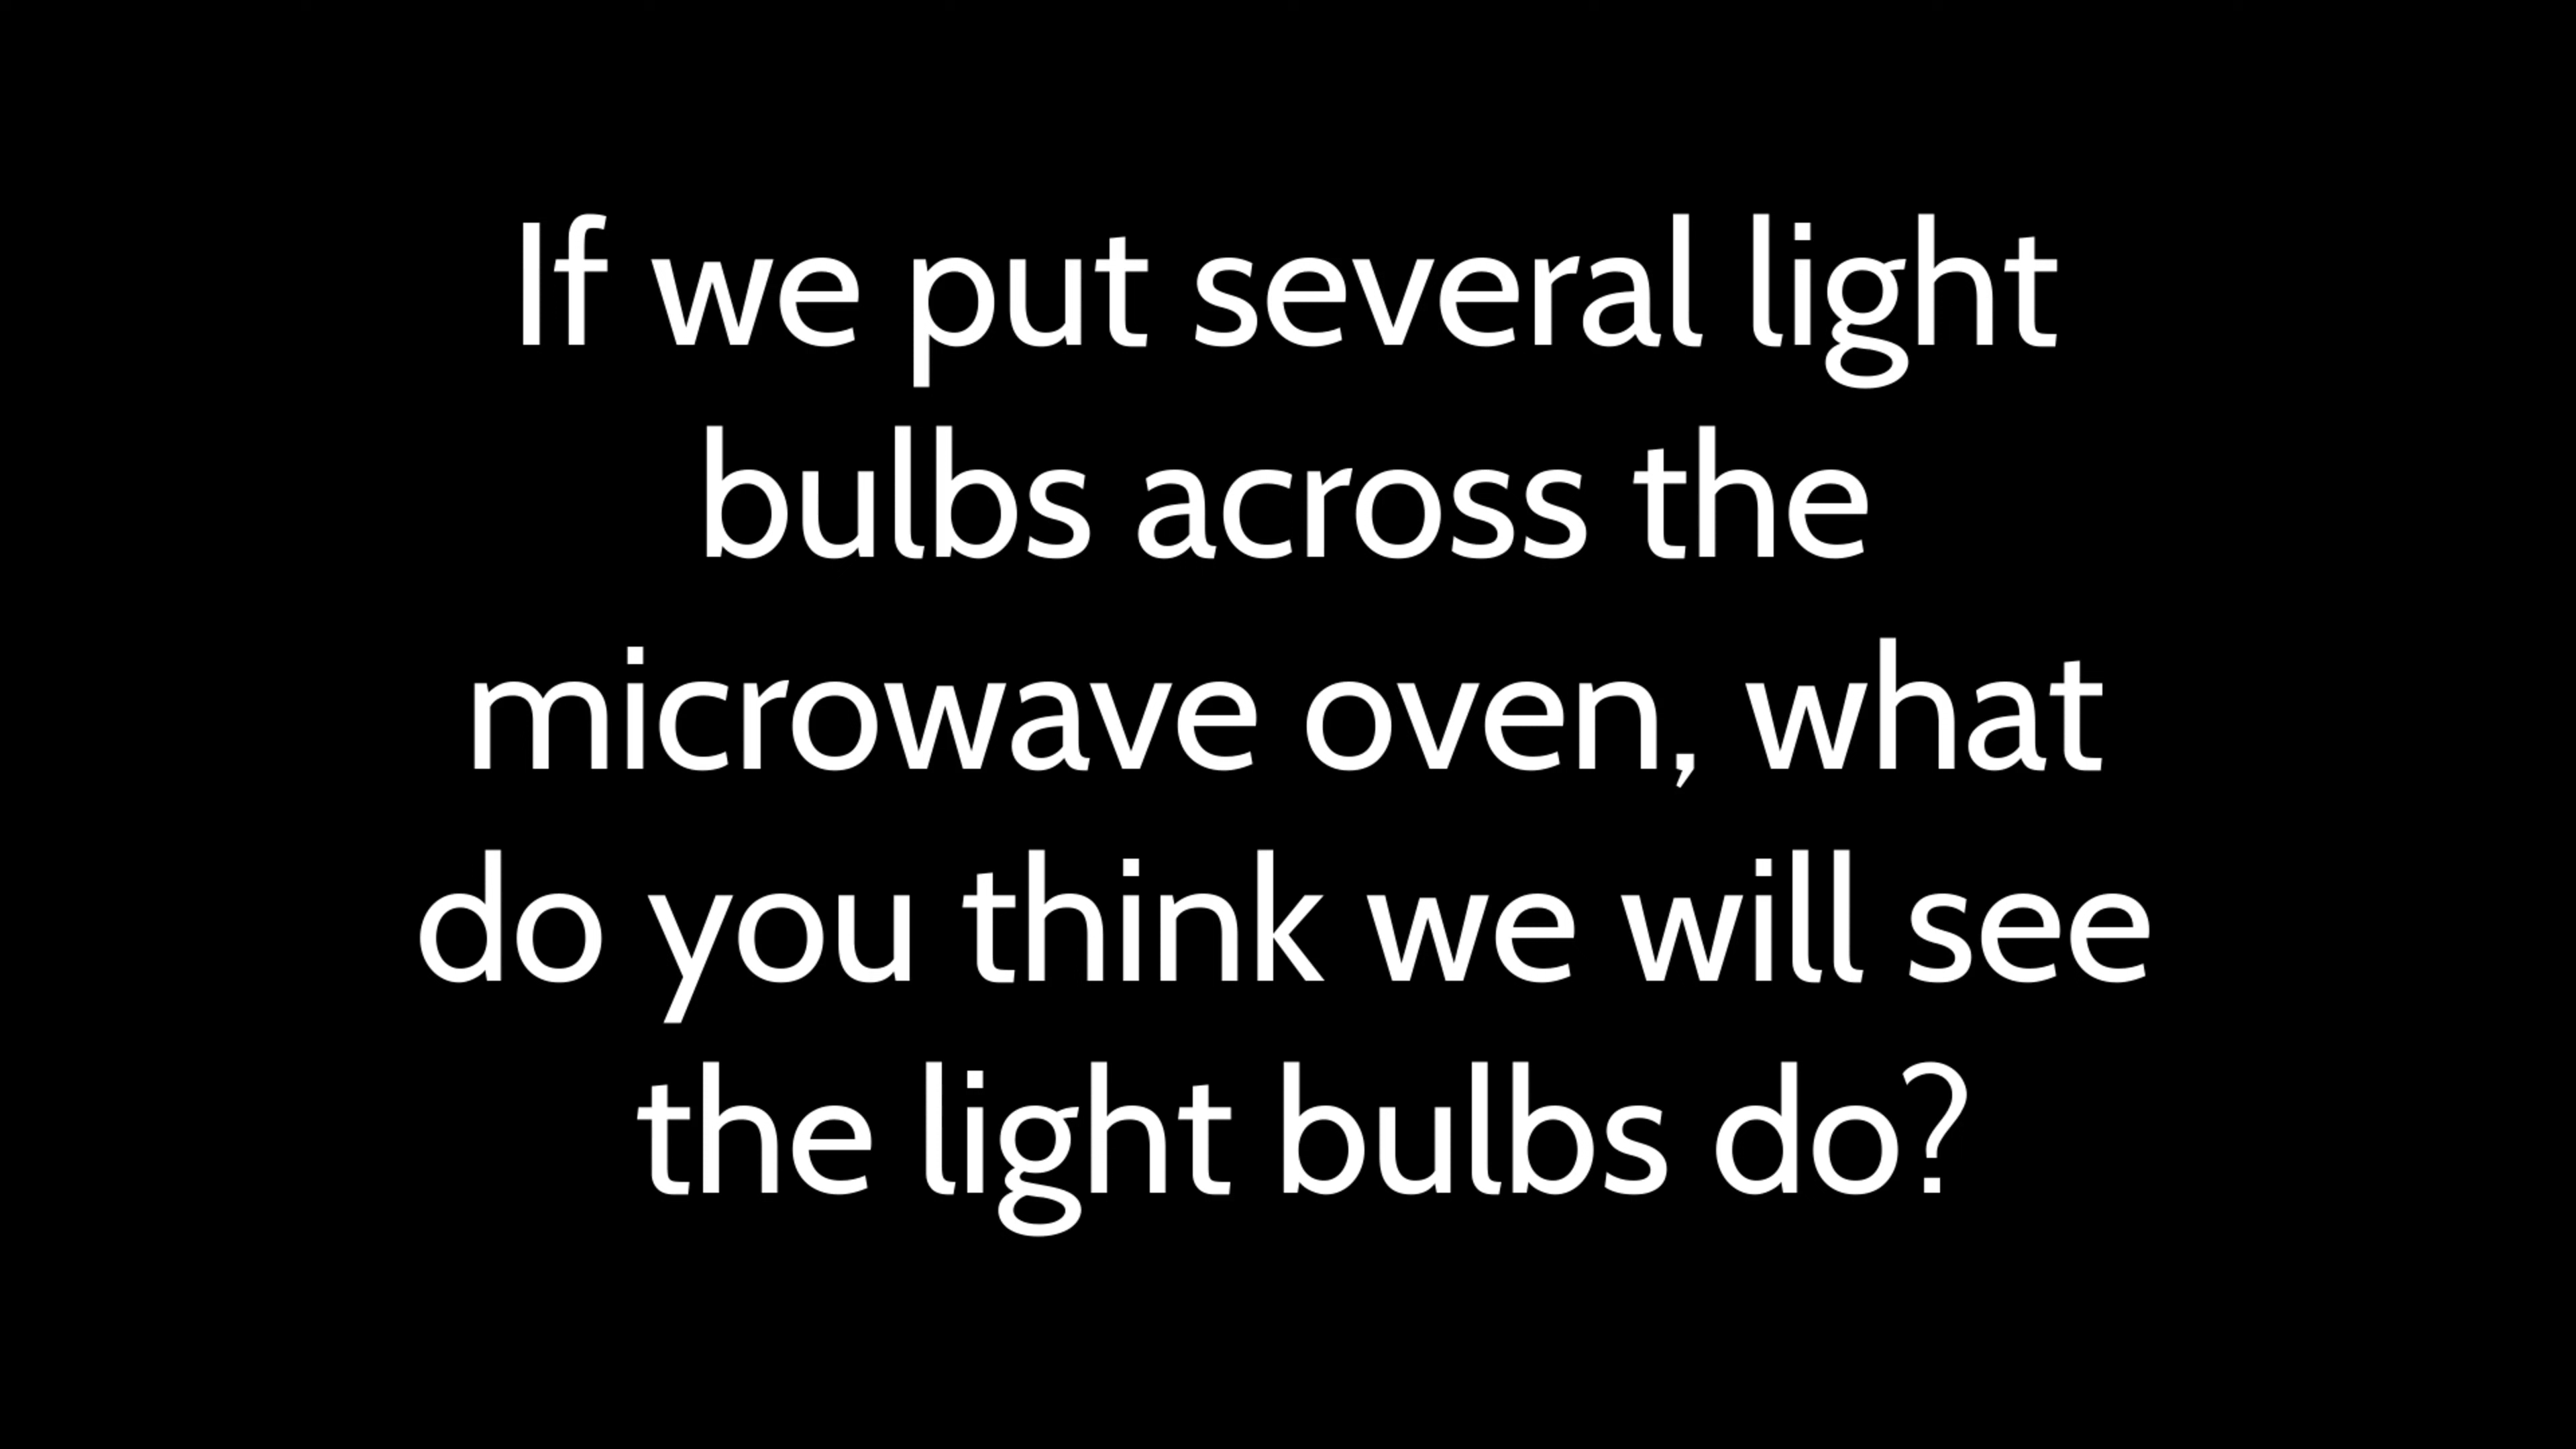 If we put several light
bulbs across the
microwave oven, what
do you think we will see
the light bulbs do?